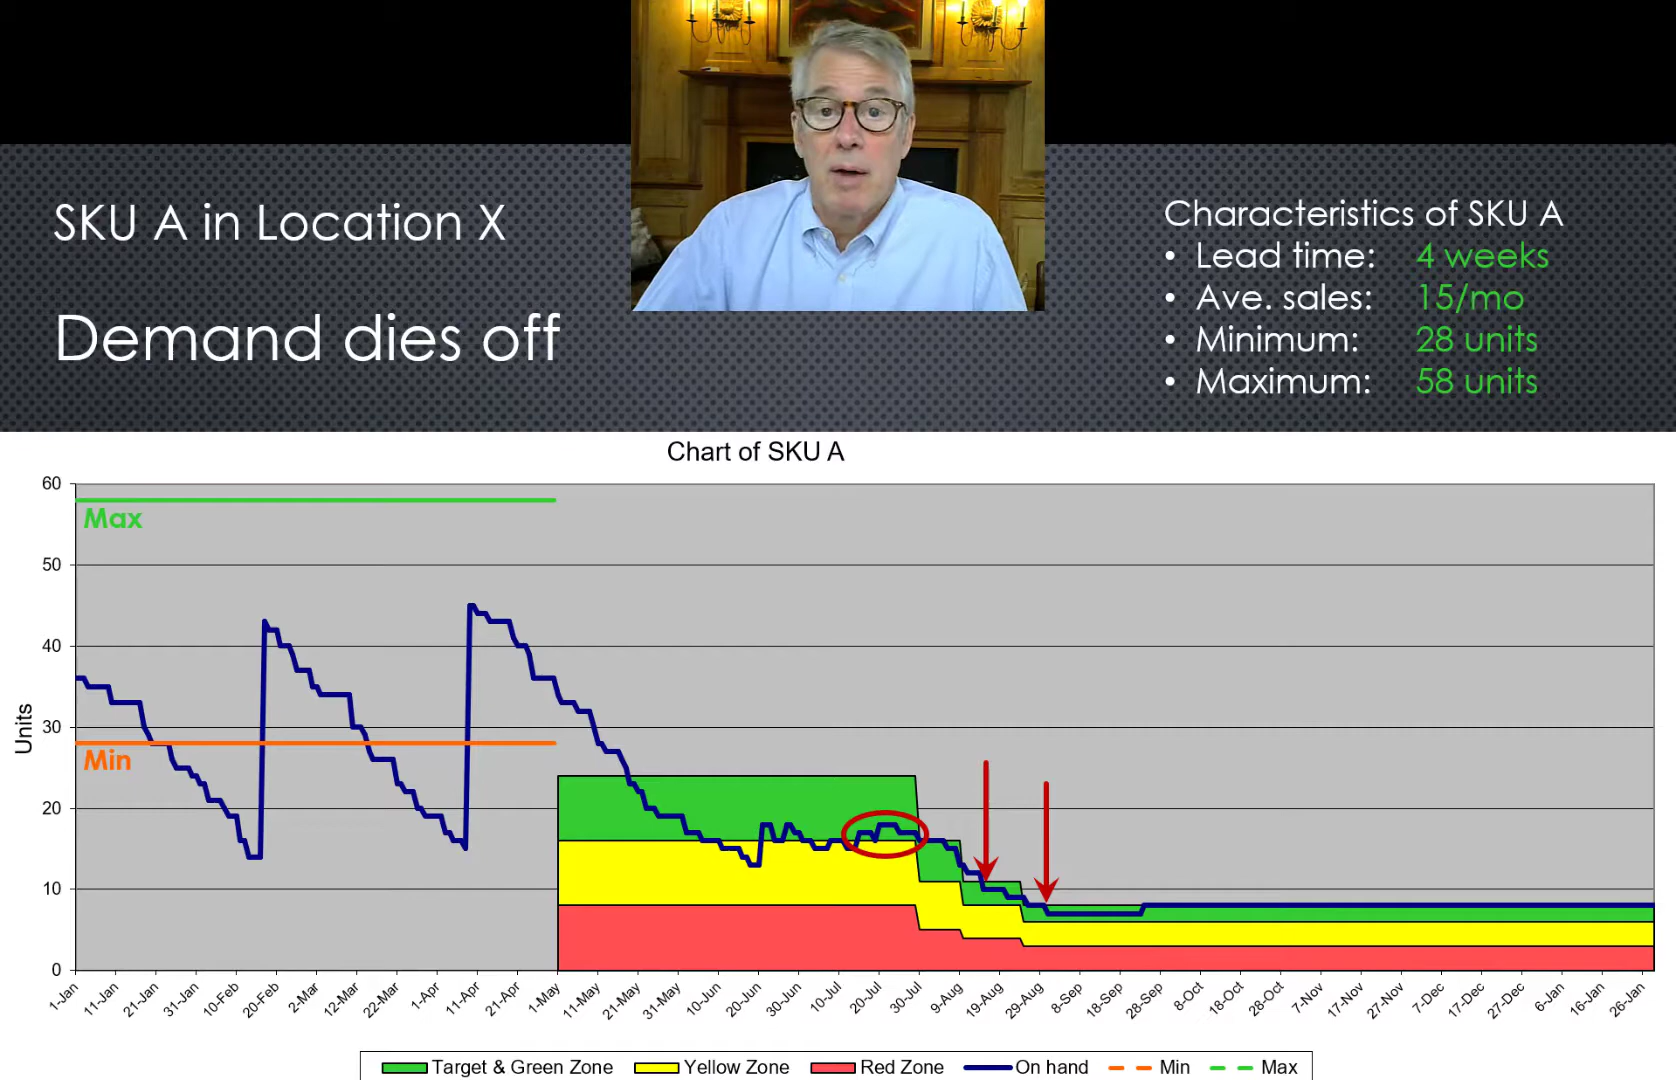 SKU A in Location X
Demand dies off
Characteristics of SKU A
• Lead time: 4 weeks
• Ave. sales: 15/mo
• Minimum: 28 units
• Maximum: 58 units
Chart of SKU A
60
50
40
30
20
10
0
Units
Max
Min
1-Jan 11-Jan 21-Jan 31-Jan 10-Feb 20-Feb 2-Mar 12-Mar 22-Mar 1-Apr 11-Apr 21-Apr 1-May 11-May 21-May 31-May 10-Jun 20-Jun 30-Jun 10-Jul 20-Jul 30-Jul 9-Aug 19-Aug 29-Aug 8-Sep 18-Sep 28-Sep 8-Oct 18-Oct 28-Oct 7-Nov 17-Nov 27-Nov 7-Dec 17-Dec 27-Dec 6-Jan 16-Jan 26-Jan
Target & Green Zone Yellow Zone Red Zone On hand Min Max